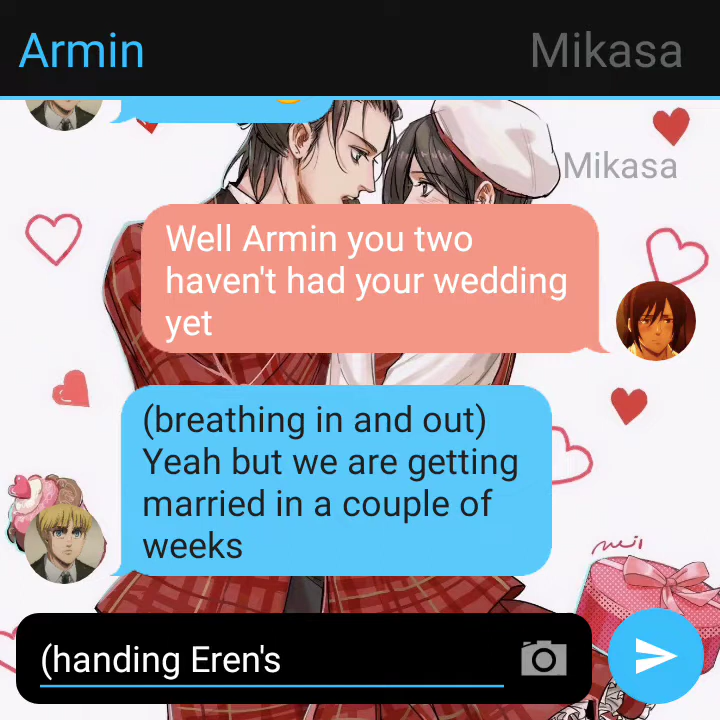 Armin
Mikasa
Mikasa
Well Armin you two
haven't had your wedding
yet
(breathing in and out)
Yeah but we are getting
married in a couple of
weeks
(handing Eren's